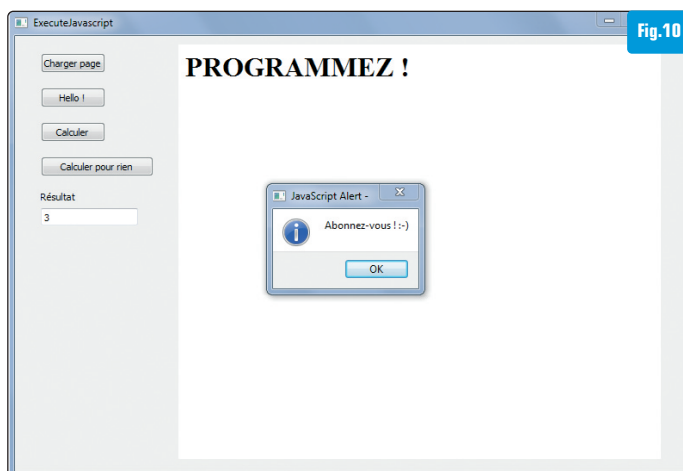 ExecuteJavascript
Fig.10
Charger page
PROGRAMMEZ !
Hello !
Calculer
Calculer pour rien
Résultat
3
JavaScript Alert -
Abonnez-vous ! :-)
OK